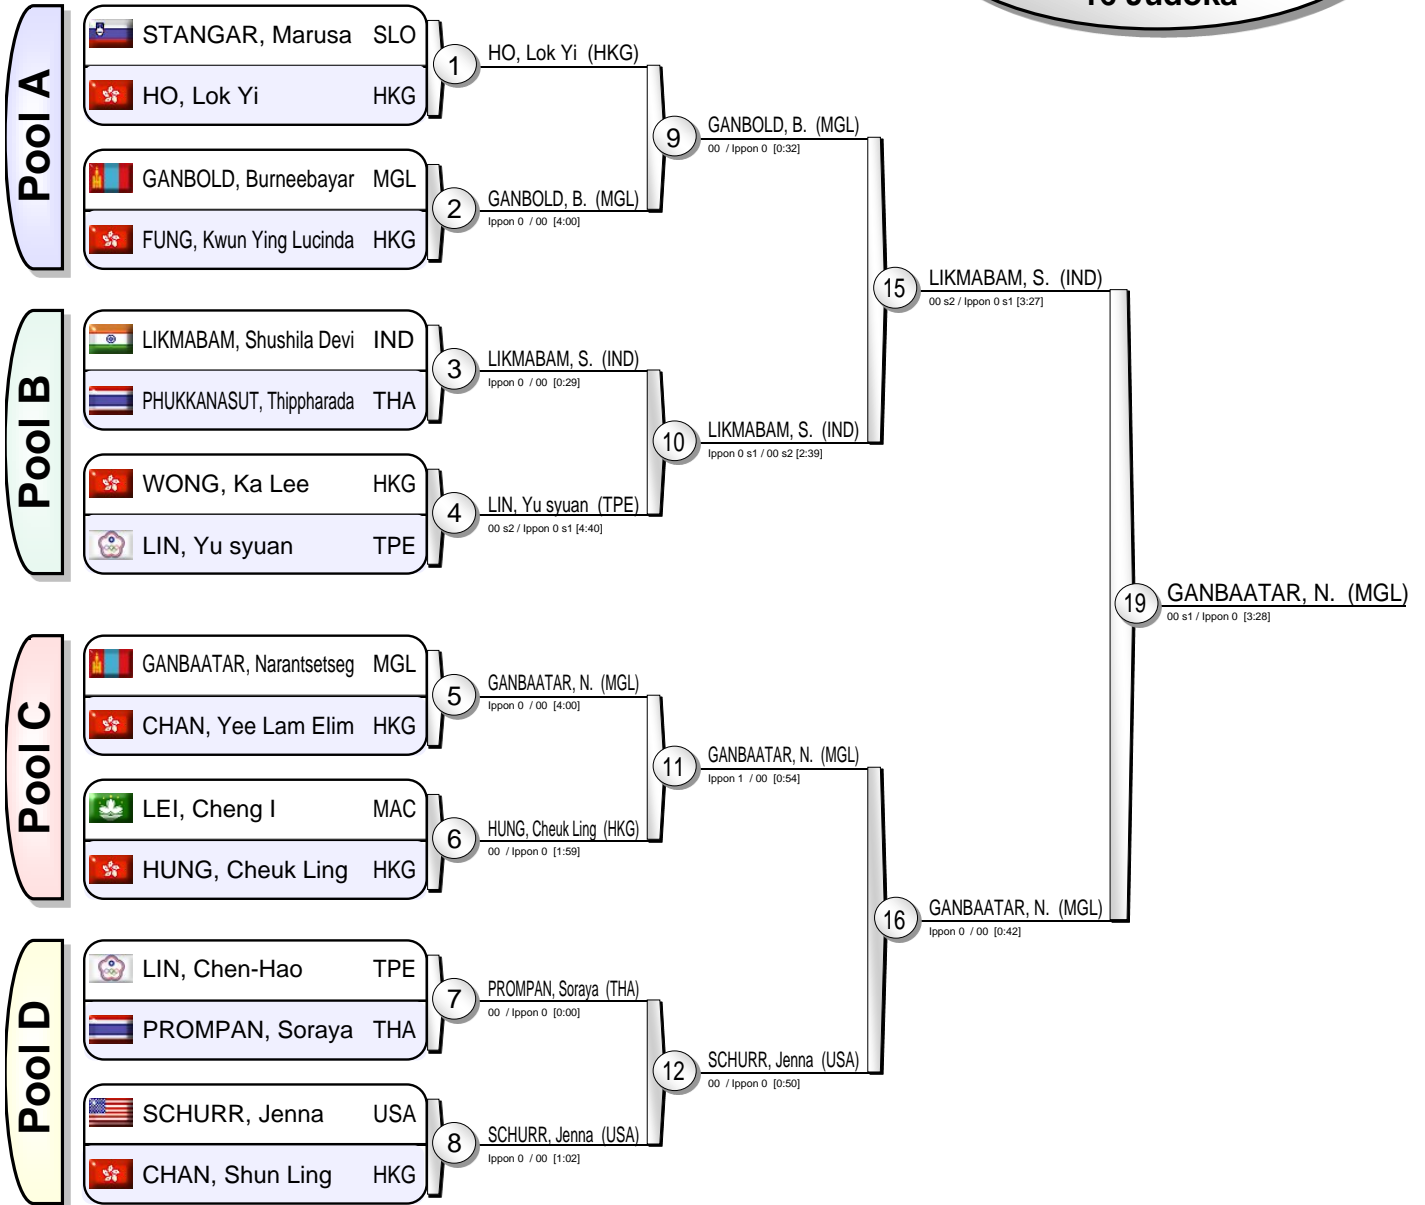 16 Judoka
Pool A
STANGAR, Marusa SLO
HO, Lok Yi HKG
1
HO, Lok Yi (HKG)
GANBOLD, Burneebayar MGL
FUNG, Kwun Ying Lucinda HKG
2
GANBOLD, B. (MGL)
Ippon 0 / 00 [4:00]
9
GANBOLD, B. (MGL)
00 / Ippon 0 [0:32]
Pool B
LIKMABAM, Shushila Devi IND
PHUKKANASUT, Thippharada THA
3
LIKMABAM, S. (IND)
Ippon 0 / 00 [0:29]
WONG, Ka Lee HKG
LIN, Yu syuan TPE
4
LIN, Yu syuan (TPE)
00 s2 / Ippon 0 s1 [4:40]
10
LIKMABAM, S. (IND)
Ippon 0 s1 / 00 s2 [2:39]
15
LIKMABAM, S. (IND)
00 s2 / Ippon 0 s1 [3:27]
Pool C
GANBAATAR, Narantsetseg MGL
CHAN, Yee Lam Elim HKG
5
GANBAATAR, N. (MGL)
Ippon 0 / 00 [4:00]
LEI, Cheng I MAC
HUNG, Cheuk Ling HKG
6
HUNG, Cheuk Ling (HKG)
00 / Ippon 0 [1:59]
11
GANBAATAR, N. (MGL)
Ippon 1 / 00 [0:54]
Pool D
LIN, Chen-Hao TPE
PROMPAN, Soraya THA
7
PROMPAN, Soraya (THA)
00 / Ippon 0 [0:00]
SCHURR, Jenna USA
CHAN, Shun Ling HKG
8
SCHURR, Jenna (USA)
Ippon 0 / 00 [1:02]
12
SCHURR, Jenna (USA)
00 / Ippon 0 [0:50]
16
GANBAATAR, N. (MGL)
Ippon 0 / 00 [0:42]
19
GANBAATAR, N. (MGL)
00 s1 / Ippon 0 [3:28]